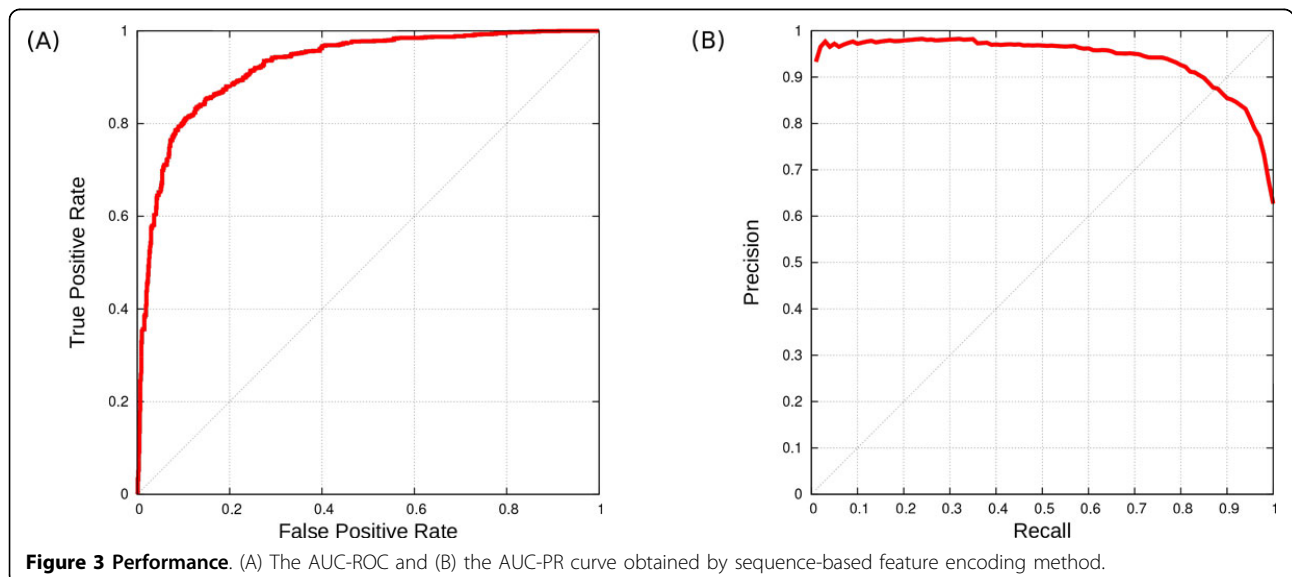 (A)
1
0.8
0.6
0.4
0.2
0
True Positive Rate
0 0.2 0.4 0.6 0.8 1
False Positive Rate
(B)
1
0.9
0.8
0.7
0.6
0.5
0.4
0.3
0.2
0.1
0
Precision
0 0.1 0.2 0.3 0.4 0.5 0.6 0.7 0.8 0.9 1
Recall
Figure 3 Performance. (A) The AUC-ROC and (B) the AUC-PR curve obtained by sequence-based feature encoding method.